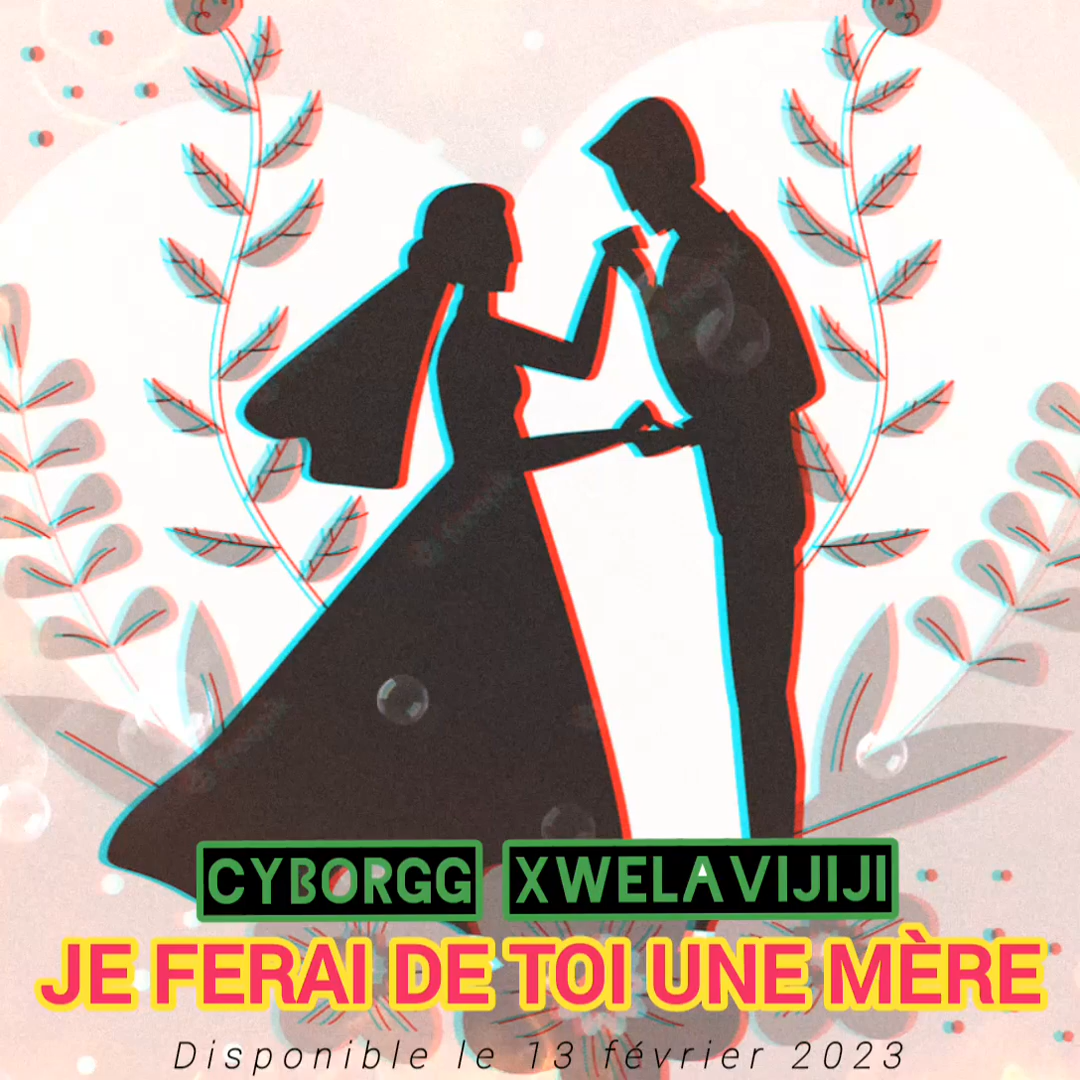 CYBORGG XWELAVIJIJI
JE FERAI DE TOI UNE MÈRE
Disponible le 13 février 2023